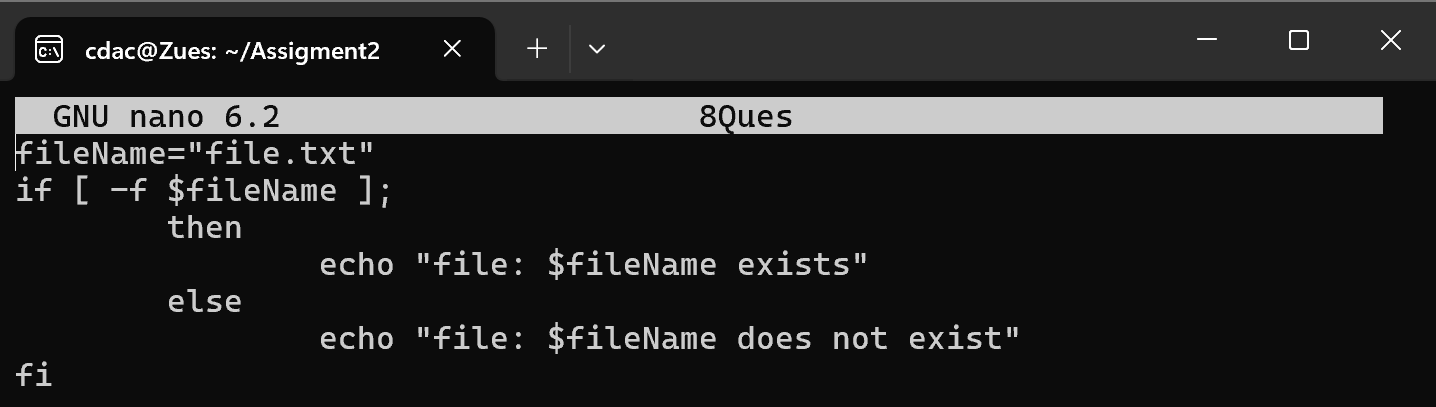 cdac@Zues: ~/Assigment2
GNU nano 6.2 8Ques
fileName="file.txt"
if [ -f $fileName ];
then
echo "file: $fileName exists"
else
echo "file: $fileName does not exist"
fi